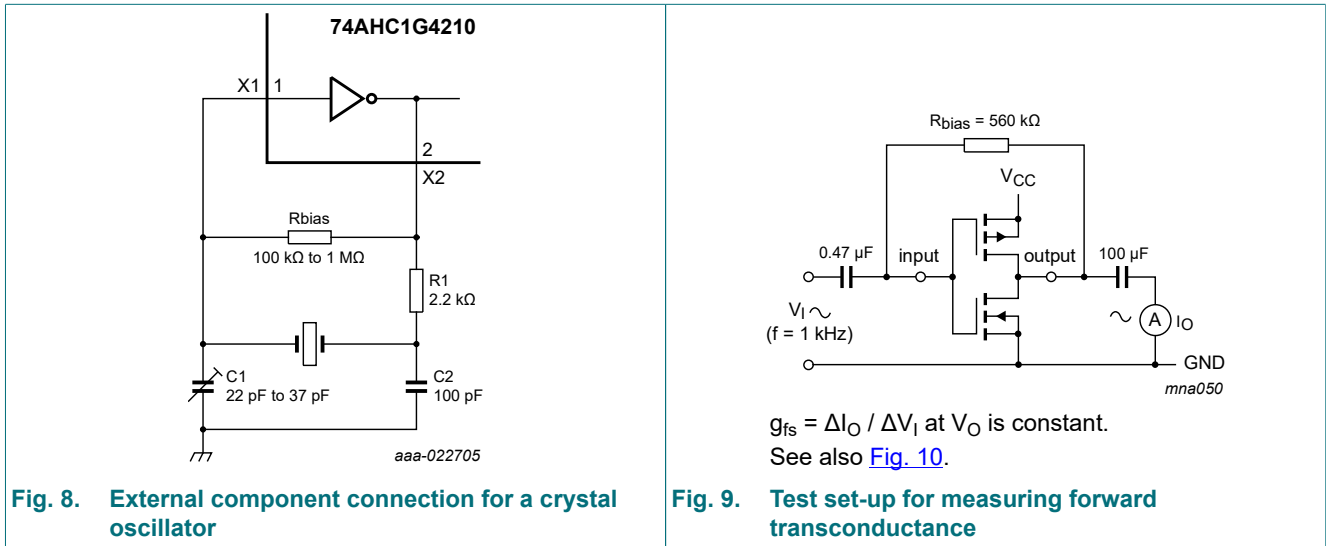 74AHC1G4210
X1 1
2
X2
Rbias
100 kΩ to 1 MΩ
R1
2.2 kΩ
C1
22 pF to 37 pF
C2
100 pF
aaa-022705
Fig. 8. External component connection for a crystal
oscillator
Rbias = 560 kΩ
VCC
0.47 µF
input
output
100 µF
VI ~
(f = 1 kHz)
~
A
IO
GND
mna050
gfs = ΔIO / ΔVI at VO is constant.
See also Fig. 10.
Fig. 9. Test set-up for measuring forward
transconductance